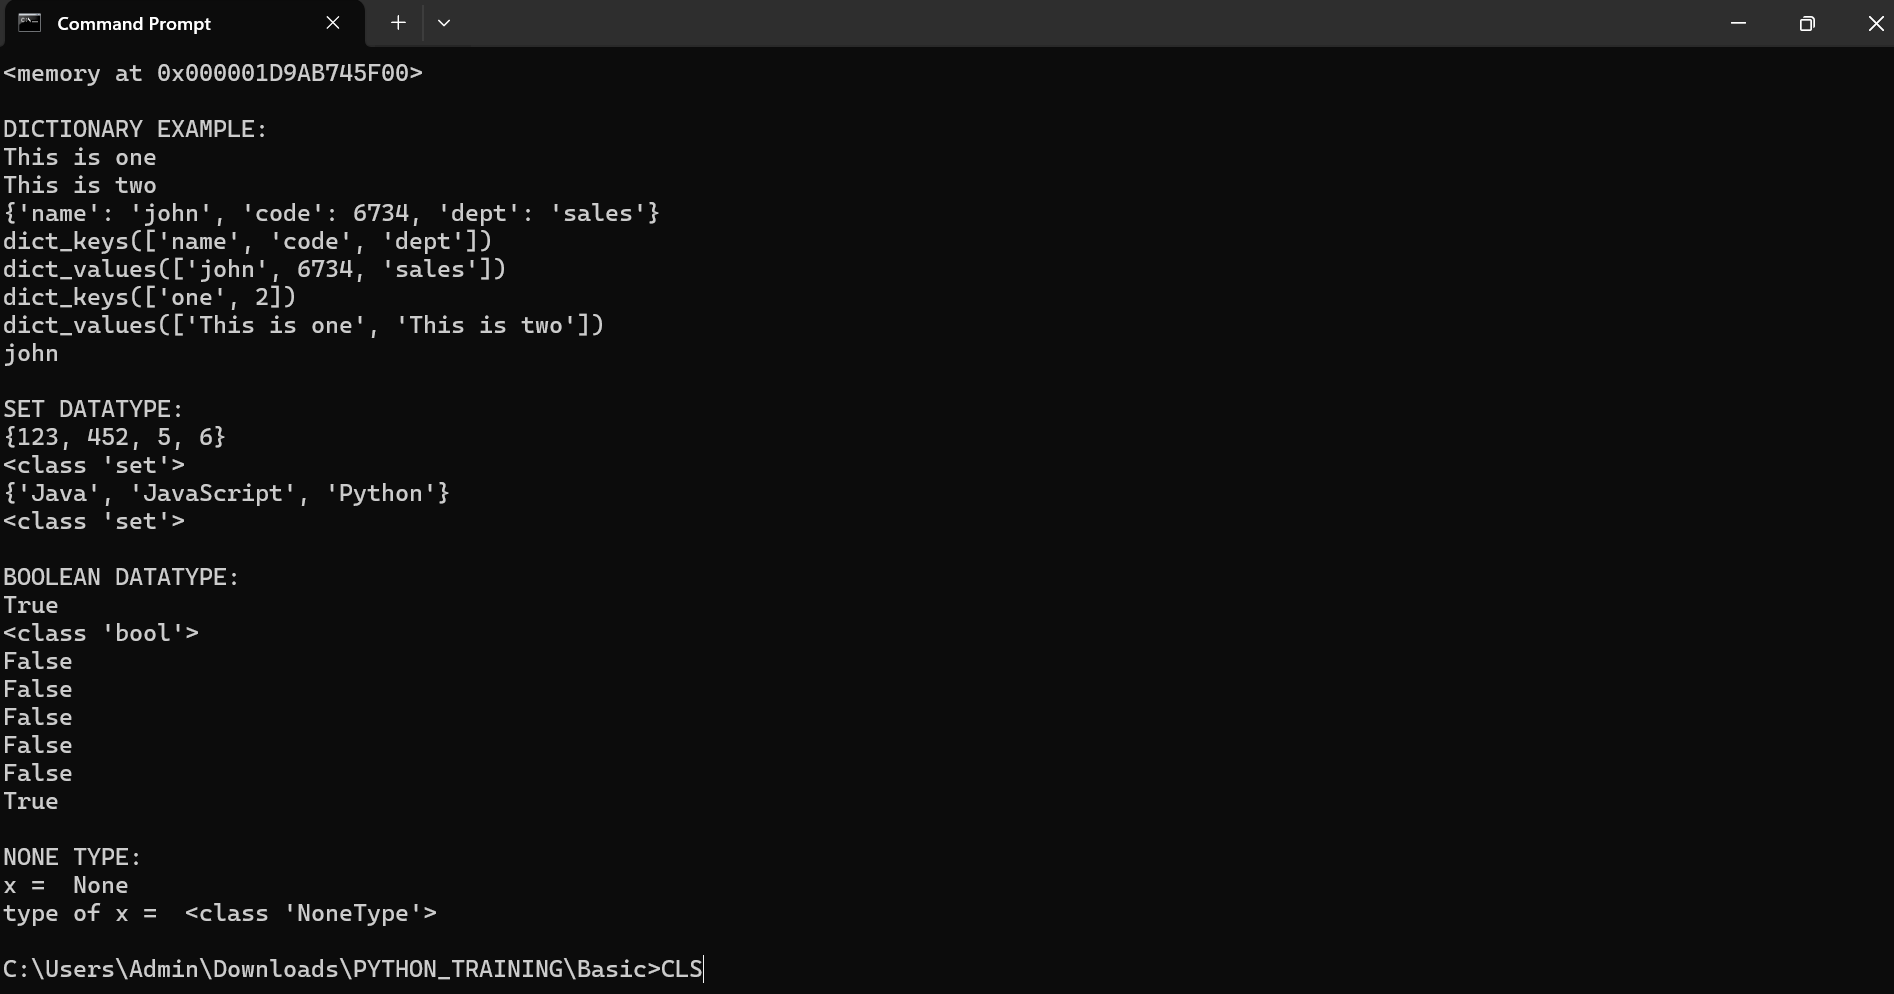 Command Prompt
<memory at 0x000001D9AB745F00>
DICTIONARY EXAMPLE:
This is one
This is two
{'name': 'john', 'code': 6734, 'dept': 'sales'}
dict_keys(['name', 'code', 'dept'])
dict_values(['john', 6734, 'sales'])
dict_keys(['one', 2])
dict_values(['This is one', 'This is two'])
john
SET DATATYPE:
{123, 452, 5, 6}
<class 'set'>
{'Java', 'JavaScript', 'Python'}
<class 'set'>
BOOLEAN DATATYPE:
True
<class 'bool'>
False
False
False
False
False
True
NONE TYPE:
x =  None
type of x =  <class 'NoneType'>
C:\Users\Admin\Downloads\PYTHON_TRAINING\Basic>CLS